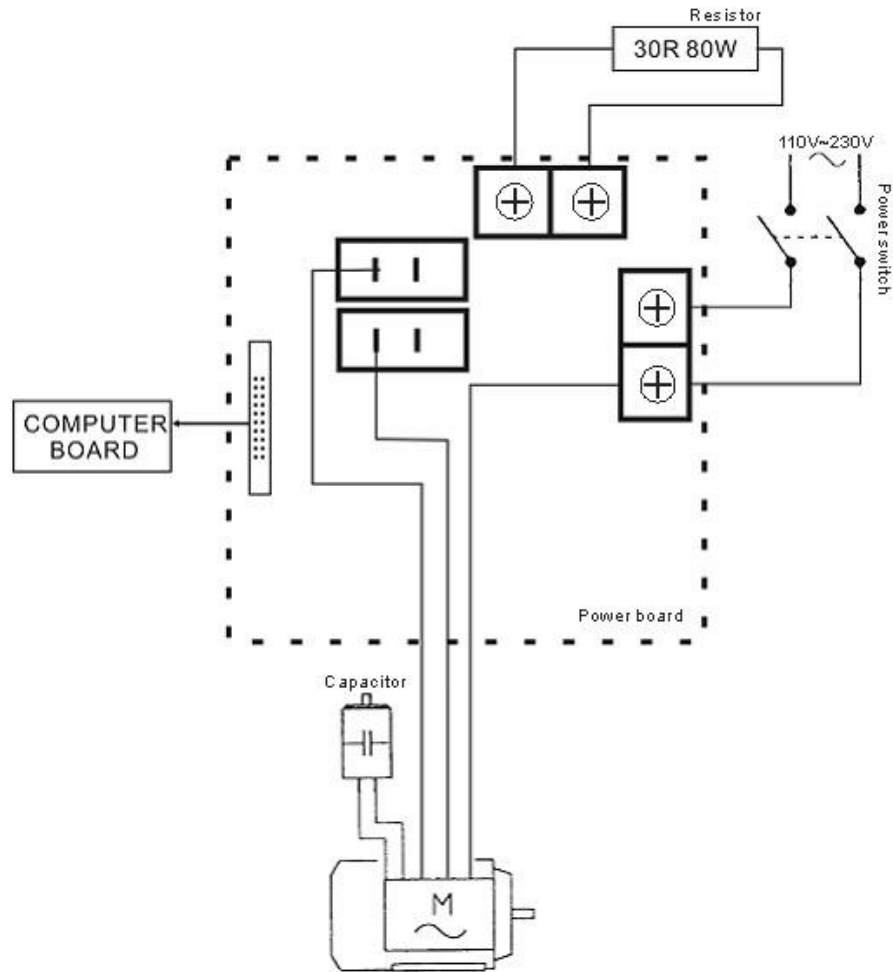 Resistor
30R 80W
110V~230V
Power switch
COMPUTER
BOARD
Power board
Capacitor
M